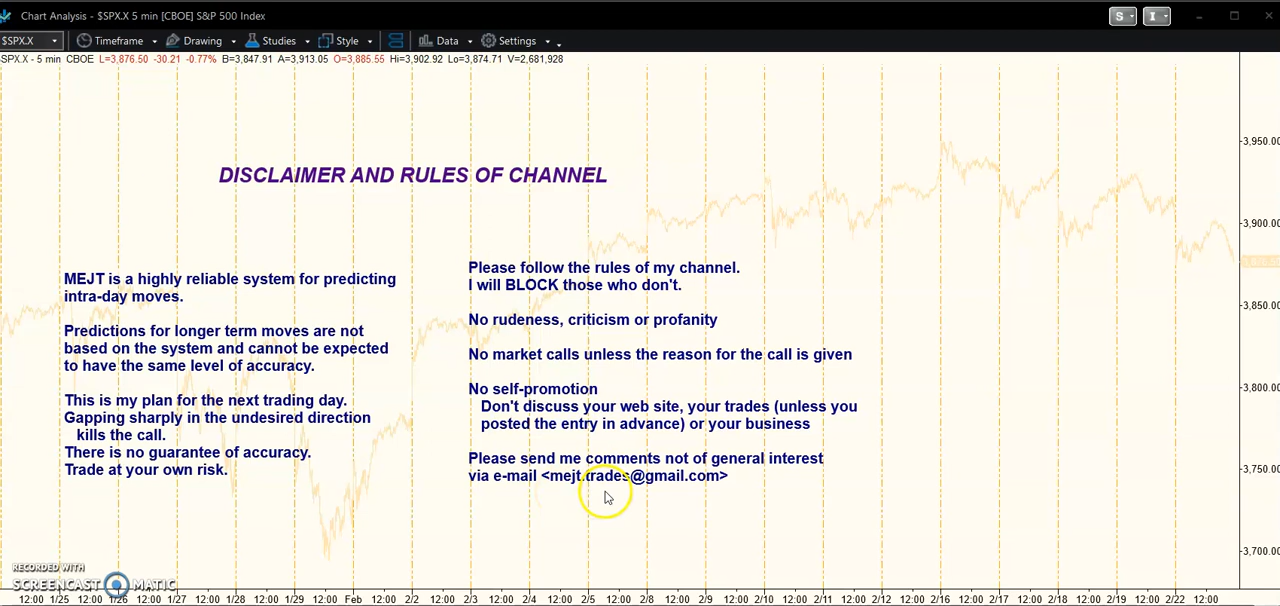 Chart Analysis - $SPX.X 5 min [CBOE] S&P 500 Index
S
I
$SPX.X
Timeframe
Drawing
Studies
Style
Data
Settings
SPX.X - 5 min CBOE L=3,876.50 -30.21 -0.77% B=3,847.91 A=3,913.05 O=3,885.55 Hi=3,902.92 Lo=3,874.71 V=2,681,928
DISCLAIMER AND RULES OF CHANNEL
MEJT is a highly reliable system for predicting
intra-day moves.
Predictions for longer term moves are not
based on the system and cannot be expected
to have the same level of accuracy.
This is my plan for the next trading day.
Gapping sharply in the undesired direction
kills the call.
There is no guarantee of accuracy.
Trade at your own risk.
Please follow the rules of my channel.
I will BLOCK those who don't.
No rudeness, criticism or profanity
No market calls unless the reason for the call is given
No self-promotion
Don't discuss your web site, your trades (unless you
posted the entry in advance) or your business
Please send me comments not of general interest
via e-mail <mejt.trades@gmail.com>
3,950.00
3,900.00
3,850.00
3,800.00
3,750.00
3,700.00
RECORDED WITH
SCREENCAST MATIC
12:00 1/25 12:00 1/26 12:00 1/27 12:00 1/28 12:00 1/29 12:00 Feb 12:00 2/2 12:00 2/3 12:00 2/4 12:00 2/5 12:00 2/8 12:00 2/9 12:00 2/10 12:00 2/11 12:00 2/12 12:00 2/16 12:00 2/17 12:00 2/18 12:00 2/19 12:00 2/22 12:00